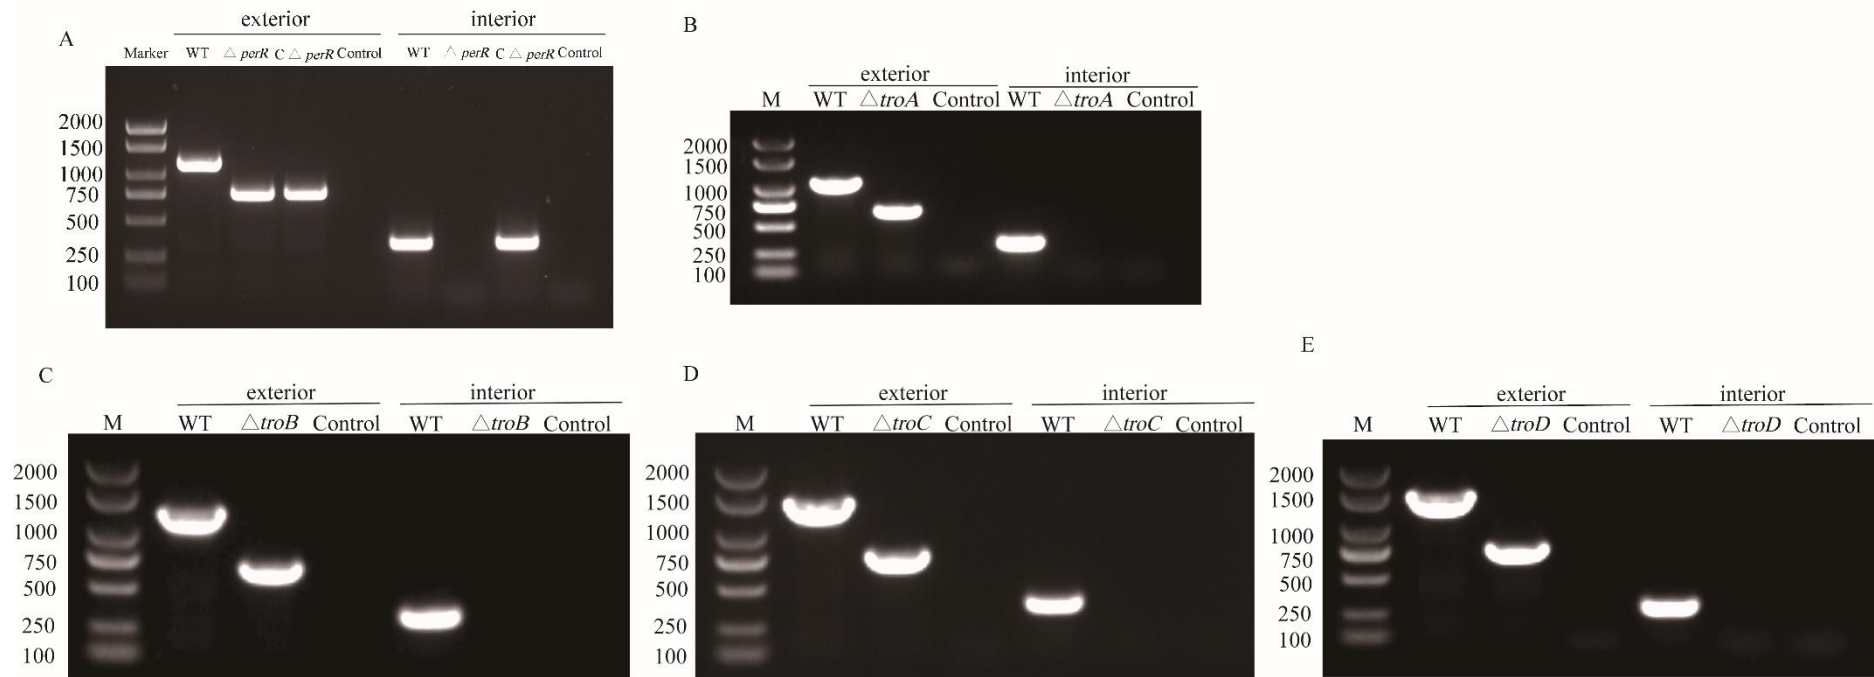 A
exterior interior
Marker WT △ perR C △ perR Control WT △ perR C △ perR Control
2000
1500
1000
750
500
250
100
B
exterior interior
M WT △troA Control WT △troA Control
2000
1500
1000
750
500
250
100
C
exterior interior
M WT △troB Control WT △troB Control
2000
1500
1000
750
500
250
100
D
exterior interior
M WT △troC Control WT △troC Control
2000
1500
1000
750
500
250
100
E
exterior interior
M WT △troD Control WT △troD Control
2000
1500
1000
750
500
250
100